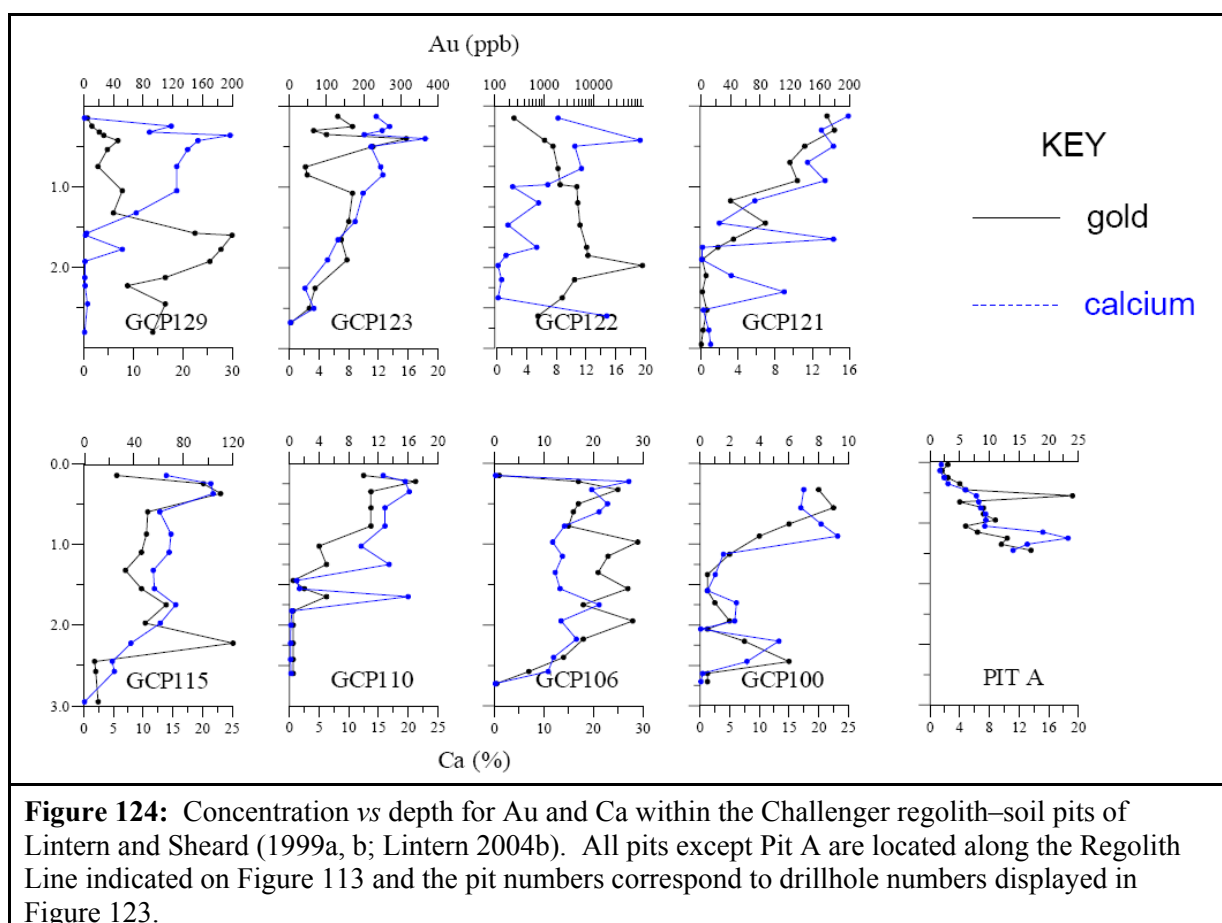 Au (ppb)
0 40 80 120 160 200
0 100 200 300 400
100 1000 10000
0 40 80 120 160 200
KEY
gold
calcium
1.0
2.0
GCP129
GCP123
GCP122
GCP121
0 10 20 30
0 4 8 12 16 20
0 4 8 12 16 20
0 4 8 12 16
0 40 80 120
0 4 8 12 16 20
0 10 20 30
0 2 4 6 8 10
0 5 10 15 20 25
0.0
1.0
2.0
3.0
GCP115
GCP110
GCP106
GCP100
PIT A
0 5 10 15 20 25
0 5 10 15 20 25
0 10 20 30
0 4 8 12 16 20
0 4 8 12 16 20
Ca (%)
Figure 124: Concentration vs depth for Au and Ca within the Challenger regolith–soil pits of
Lintern and Sheard (1999a, b; Lintern 2004b). All pits except Pit A are located along the Regolith
Line indicated on Figure 113 and the pit numbers correspond to drillhole numbers displayed in
Figure 123.